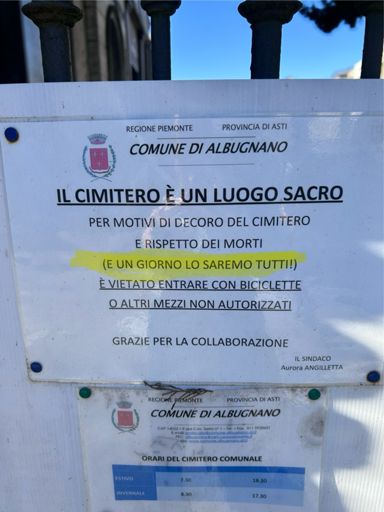 REGIONE PIEMONTE PROVINCIA DI ASTI
COMUNE DI ALBUGNANO
IL CIMITERO È UN LUOGO SACRO
PER MOTIVI DI DECORO DEL CIMITERO
E RISPETTO DEI MORTI
(E UN GIORNO LO SAREMO TUTTI!)
È VIETATO ENTRARE CON BICICLETTE
O ALTRI MEZZI NON AUTORIZZATI
GRAZIE PER LA COLLABORAZIONE
IL SINDACO
Aurora ANGILLETTA
REGIONE PIEMONTE PROVINCIA DI ASTI
COMUNE DI ALBUGNANO
ORARI DEL CIMITERO COMUNALE
ESTIVO 7.30 19.30
INVERNALE 8.30 17.30